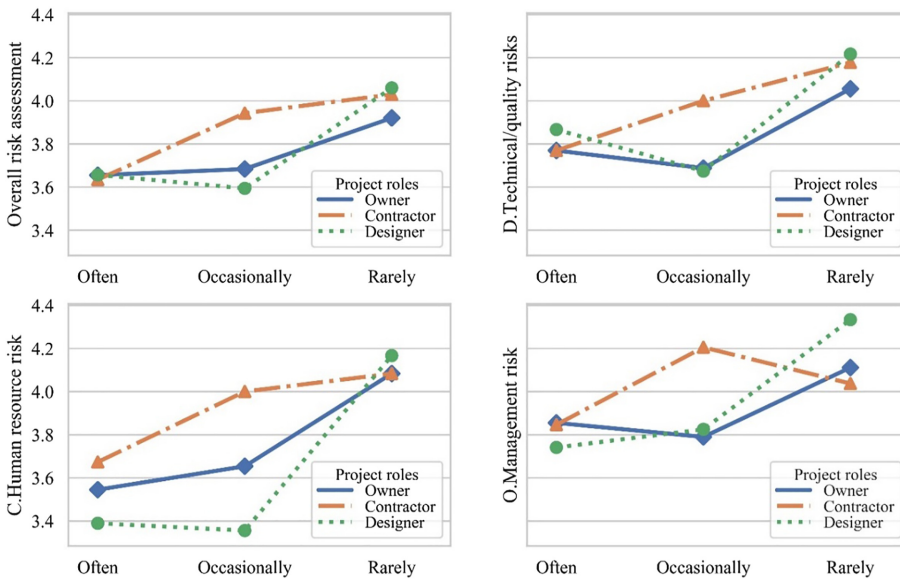 Overall risk assessment
4.4
4.2
4.0
3.8
3.6
3.4
Project roles
Owner
Contractor
Designer
Often Occasionally Rarely
D.Technical/quality risks
Project roles
Owner
Contractor
Designer
Often Occasionally Rarely
C.Human resource risk
4.4
4.2
4.0
3.8
3.6
3.4
Project roles
Owner
Contractor
Designer
Often Occasionally Rarely
O.Management risk
Project roles
Owner
Contractor
Designer
Often Occasionally Rarely